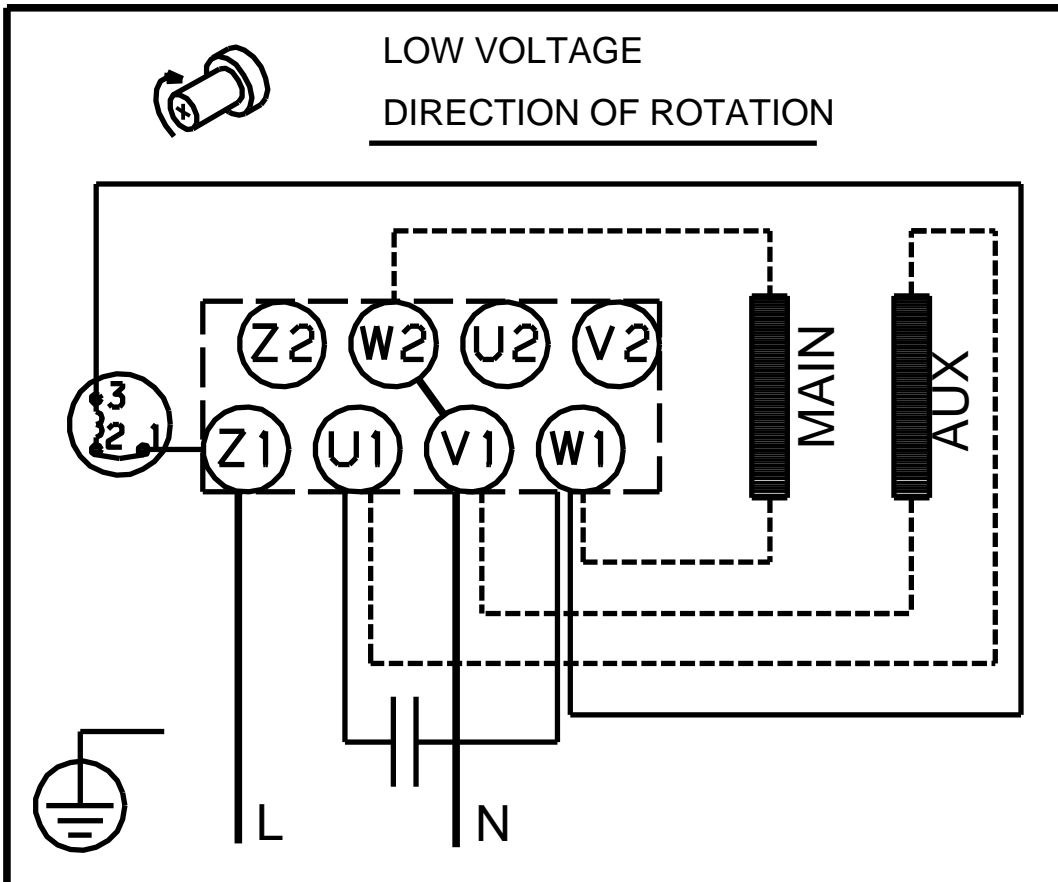 LOW VOLTAGE
DIRECTION OF ROTATION
Z2 W2 U2 V2
MAIN
AUX
3
2 1
Z1 U1 V1 W1
L N